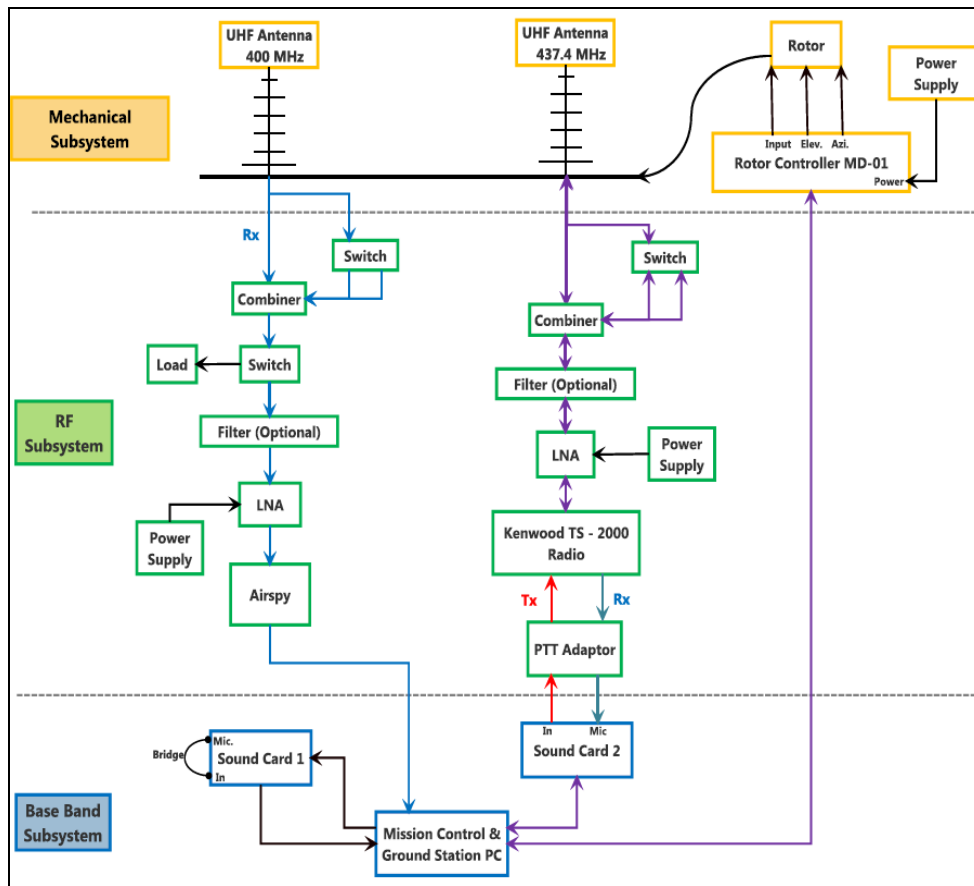 UHF Antenna
400 MHz
UHF Antenna
437.4 MHz
Rotor
Power
Supply
Mechanical
Subsystem
Input Elev. Azi.
Rotor Controller MD-01
Power
Rx
Switch
Switch
Combiner
Combiner
Load
Switch
Filter (Optional)
RF
Subsystem
Filter (Optional)
LNA
Power
Supply
LNA
Power
Supply
Kenwood TS - 2000
Radio
Airspy
Tx
Rx
PTT Adaptor
In Mic
Sound Card 2
Bridge
Mic.
Sound Card 1
In
Base Band
Subsystem
Mission Control &
Ground Station PC